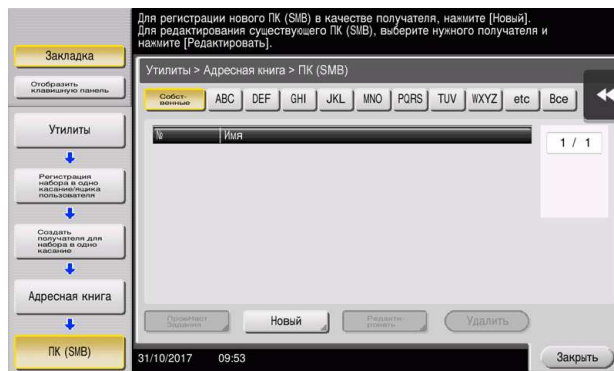 Для регистрации нового ПК (SMB) в качестве получателя, нажмите [Новый].
Для редактирования существующего ПК (SMB), выберите нужного получателя и
нажмите [Редактировать].
Закладка
Отобразить
клавишную панель
Утилиты
Регистрация
набора в одно
касание/ящика
пользователя
Создать
получателя для
набора в одно
касание
Адресная книга
ПК (SMB)
Утилиты > Адресная книга > ПК (SMB)
Собст-
венные
ABC
DEF
GHI
JKL
MNO
PQRS
TUV
WXYZ
etc
Все
№
Имя
1 / 1
Задания
Новый
Редакти-
ровать
Удалить
31/10/2017 09:53
Закрыть